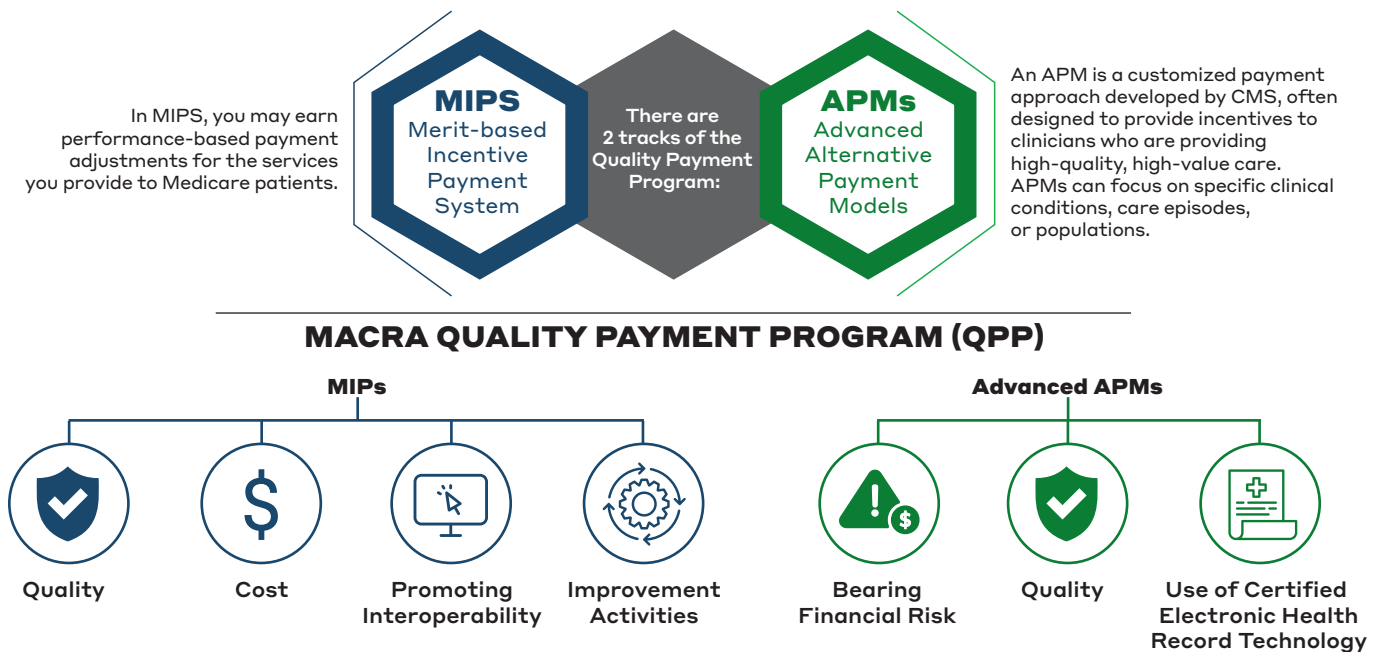 In MIPS, you may earn
performance-based payment
adjustments for the services
you provide to Medicare patients.
MIPS
Merit-based
Incentive
Payment
System
There are
2 tracks of the
Quality Payment
Program:
APMs
Advanced
Alternative
Payment
Models
An APM is a customized payment
approach developed by CMS, often
designed to provide incentives to
clinicians who are providing
high-quality, high-value care.
APMs can focus on specific clinical
conditions, care episodes,
or populations.
MACRA QUALITY PAYMENT PROGRAM (QPP)
MIPs
$
Quality
Cost
Promoting
Interoperability
Improvement
Activities
Advanced APMs
!
$
Bearing
Financial Risk
Quality
Use of Certified
Electronic Health
Record Technology